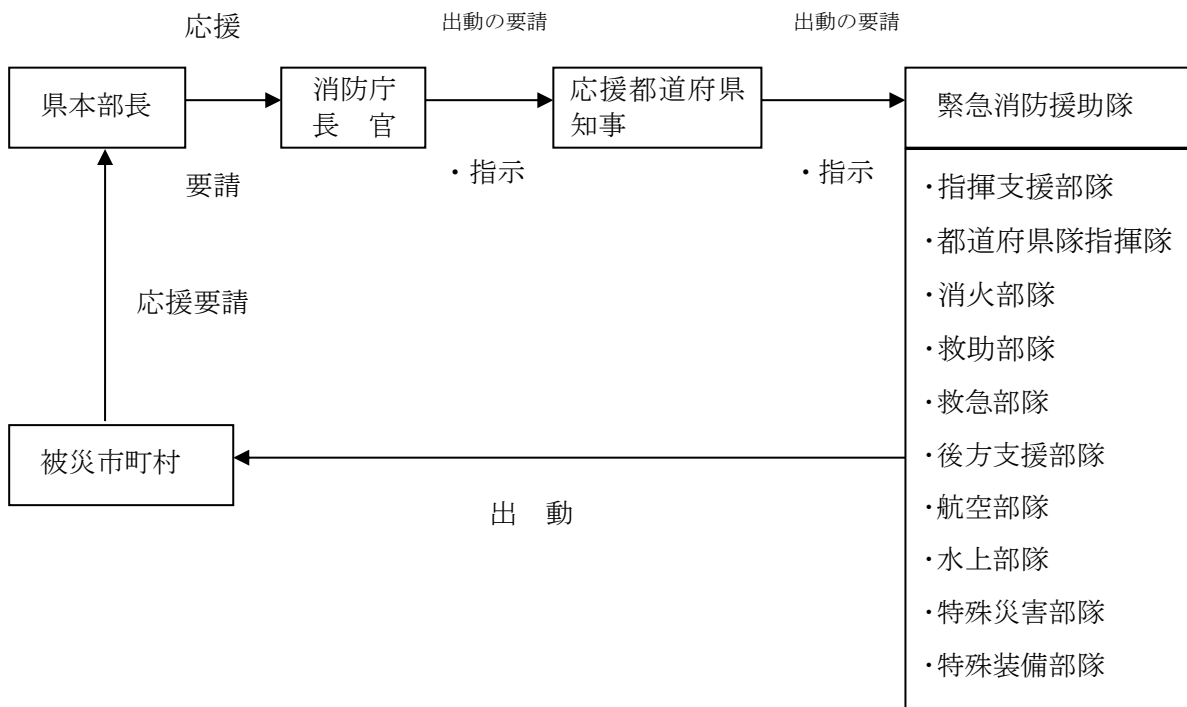 応援
出動の要請
出動の要請
県本部長
消防庁
長　官
応援都道府県
知事
緊急消防援助隊
要請
・指示
・指示
・指揮支援部隊
・都道府県隊指揮隊
・消火部隊
・救助部隊
・救急部隊
・後方支援部隊
・航空部隊
・水上部隊
・特殊災害部隊
・特殊装備部隊
応援要請
被災市町村
出　動